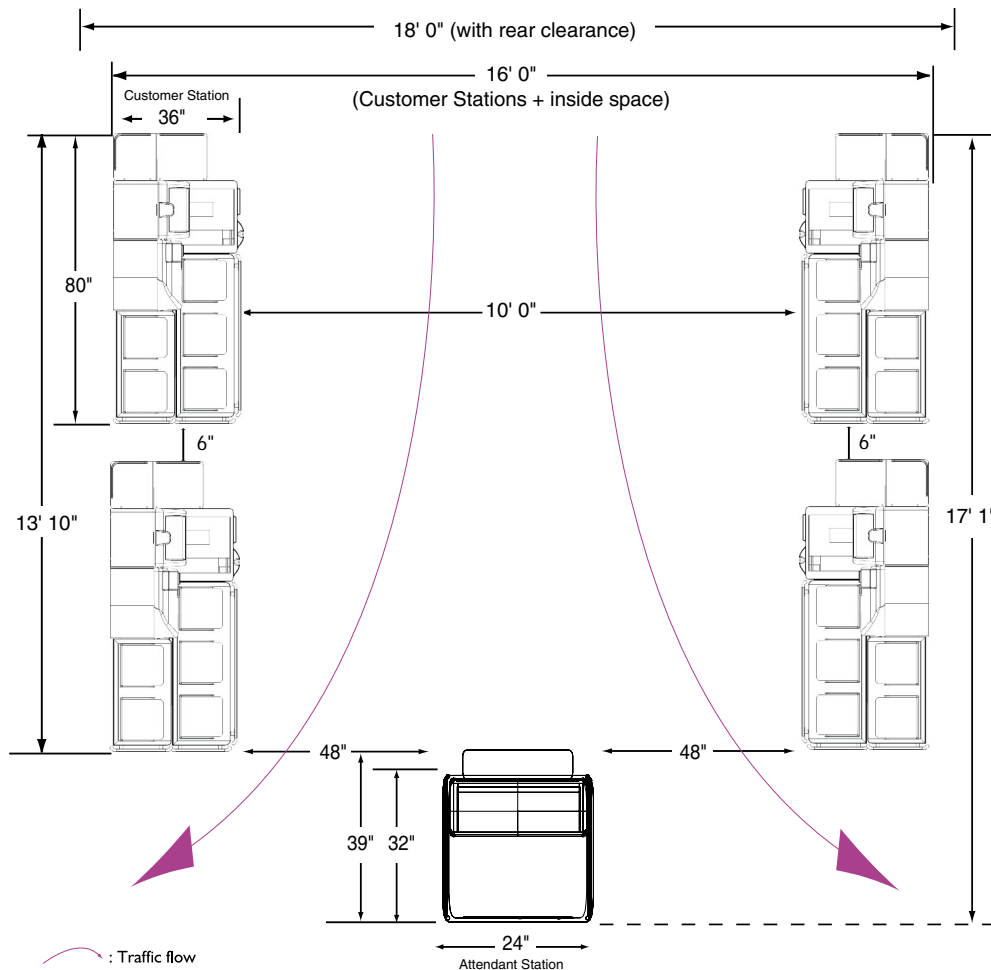 18' 0" (with rear clearance)
16' 0"
(Customer Stations + inside space)
Customer Station
36"
80"
10' 0"
6"
6"
13' 10"
17' 1"
48"
48"
39"
32"
24"
Attendant Station
: Traffic flow